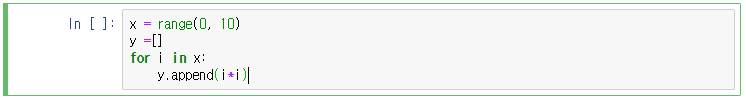 In [ ]: x = range(0, 10)
y =[]
for i in x:
    y.append(i*i)